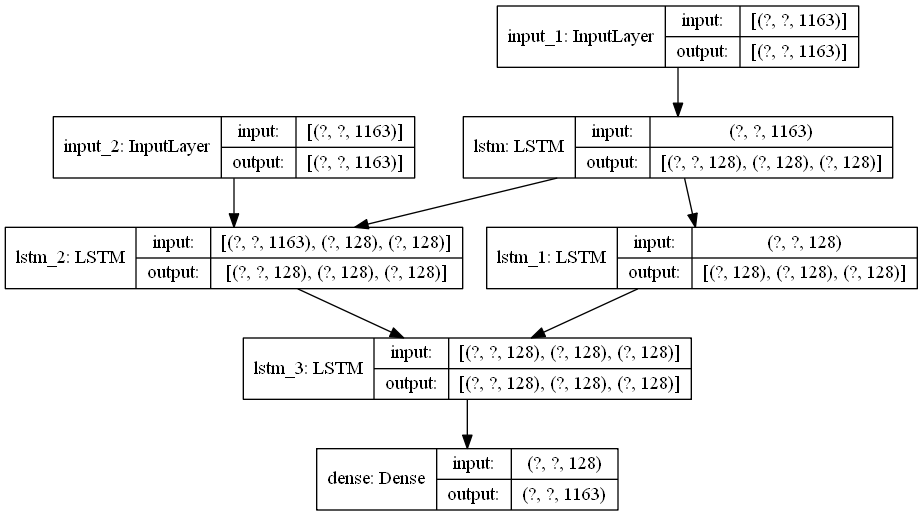 input_1: InputLayer
input: [(?, ?, 1163)]
output: [(?, ?, 1163)]
input_2: InputLayer
input: [(?, ?, 1163)]
output: [(?, ?, 1163)]
lstm: LSTM
input: (?, ?, 1163)
output: [(?, ?, 128), (?, 128), (?, 128)]
lstm_2: LSTM
input: [(?, ?, 1163), (?, 128), (?, 128)]
output: [(?, ?, 128), (?, 128), (?, 128)]
lstm_1: LSTM
input: (?, ?, 128)
output: [(?, 128), (?, 128), (?, 128)]
lstm_3: LSTM
input: [(?, ?, 128), (?, 128), (?, 128)]
output: [(?, ?, 128), (?, 128), (?, 128)]
dense: Dense
input: (?, ?, 128)
output: (?, ?, 1163)